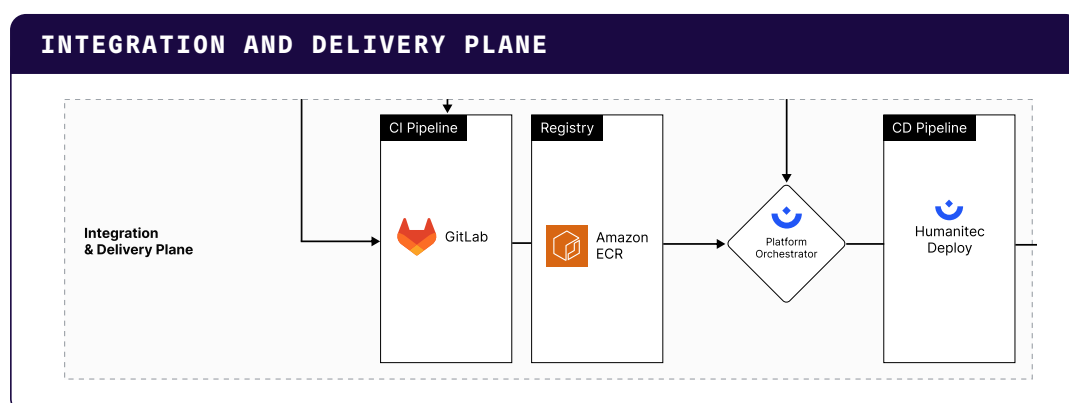 INTEGRATION AND DELIVERY PLANE
CI Pipeline
Registry
CD Pipeline
Integration
& Delivery Plane
GitLab
Amazon
ECR
Platform
Orchestrator
Humanitec
Deploy